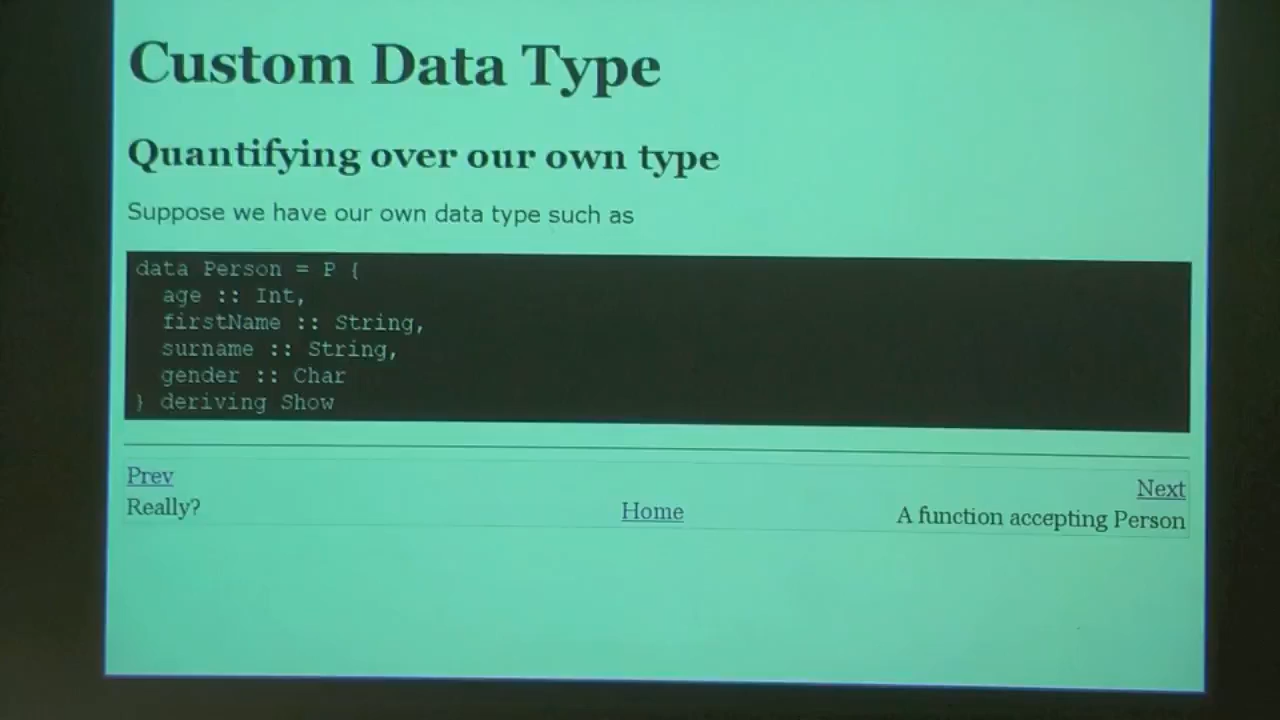 Custom Data Type
Quantifying over our own type
Suppose we have our own data type such as
data Person = P {
  age :: Int,
  firstName :: String,
  surname :: String,
  gender :: Char
} deriving Show
Prev
Next
Really?
Home
A function accepting Person